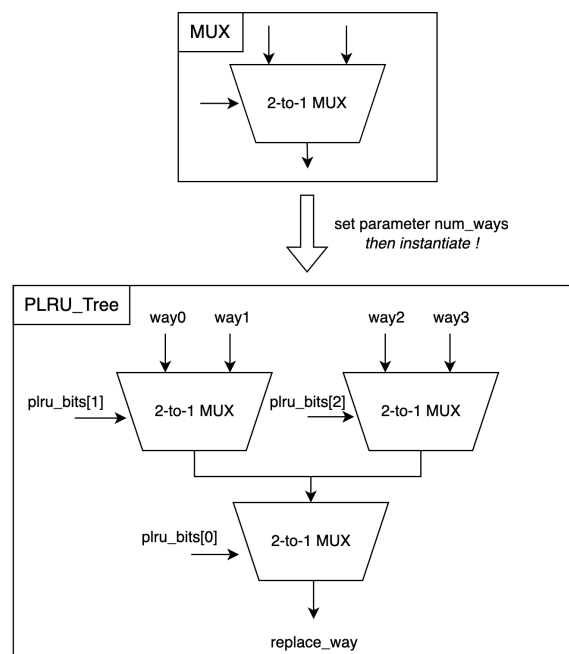 MUX
2-to-1 MUX
set parameter num_ways
then instantiate !
PLRU_Tree
way0
way1
way2
way3
plru_bits[1]
2-to-1 MUX
plru_bits[2]
2-to-1 MUX
plru_bits[0]
2-to-1 MUX
replace_way